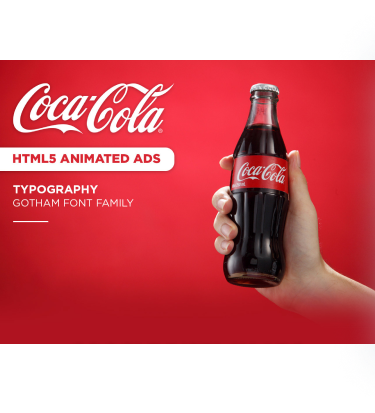 Coca-Cola®
HTML5 ANIMATED ADS
TYPOGRAPHY
GOTHAM FONT FAMILY
Coca-Cola